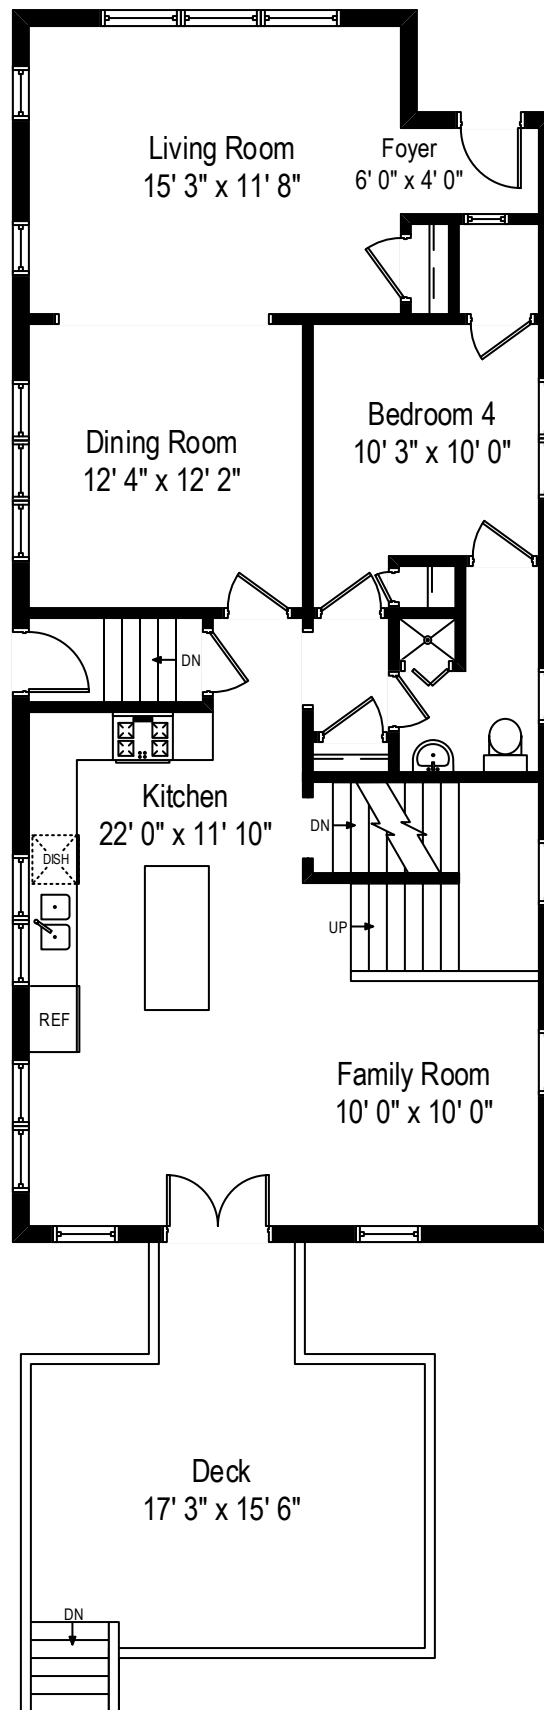 Living Room
15' 3" x 11' 8"
Foyer
6' 0" x 4' 0"
Dining Room
12' 4" x 12' 2"
Bedroom 4
10' 3" x 10' 0"
DN
Kitchen
22' 0" x 11' 10"
DN
DISH
UP
REF
Family Room
10' 0" x 10' 0"
Deck
17' 3" x 15' 6"
DN